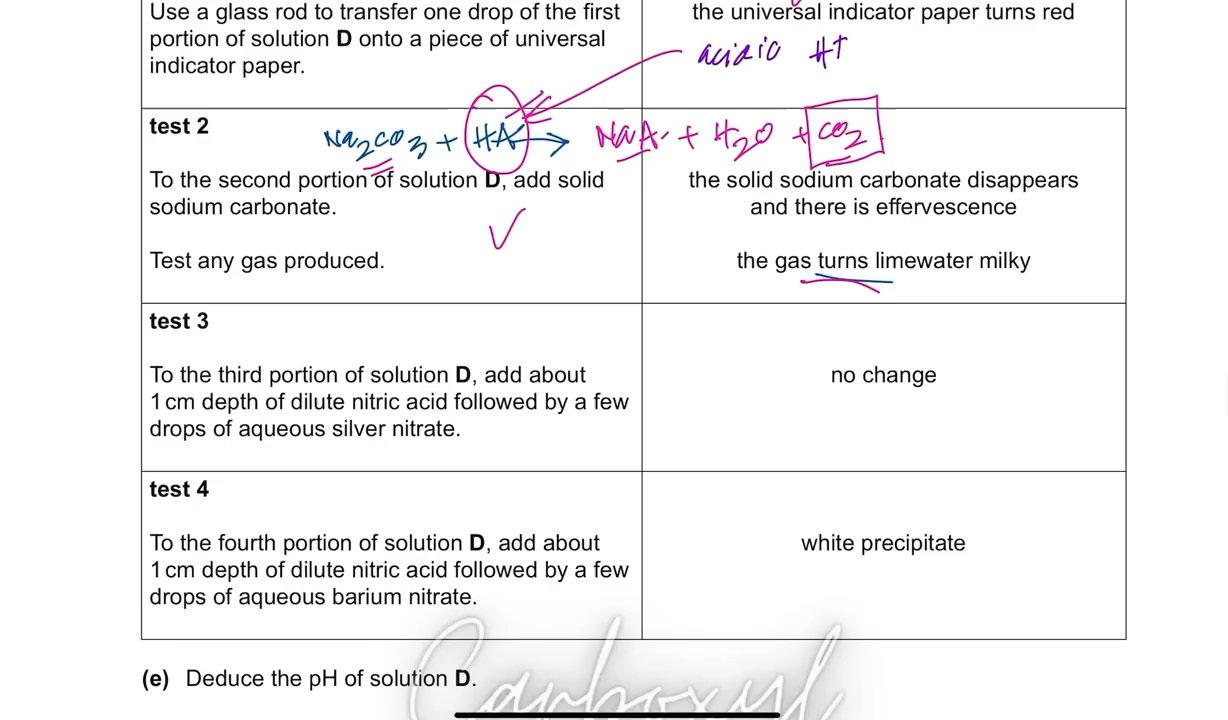 Use a glass rod to transfer one drop of the first
portion of solution D onto a piece of universal
indicator paper.
the universal indicator paper turns red
acidic H+
test 2
Na2CO3 + HA → NaA + H2O + CO2
To the second portion of solution D, add solid
sodium carbonate.
Test any gas produced.
the solid sodium carbonate disappears
and there is effervescence
the gas turns limewater milky
test 3
To the third portion of solution D, add about
1 cm depth of dilute nitric acid followed by a few
drops of aqueous silver nitrate.
no change
test 4
To the fourth portion of solution D, add about
1 cm depth of dilute nitric acid followed by a few
drops of aqueous barium nitrate.
white precipitate
(e) Deduce the pH of solution D.
Carboxyl